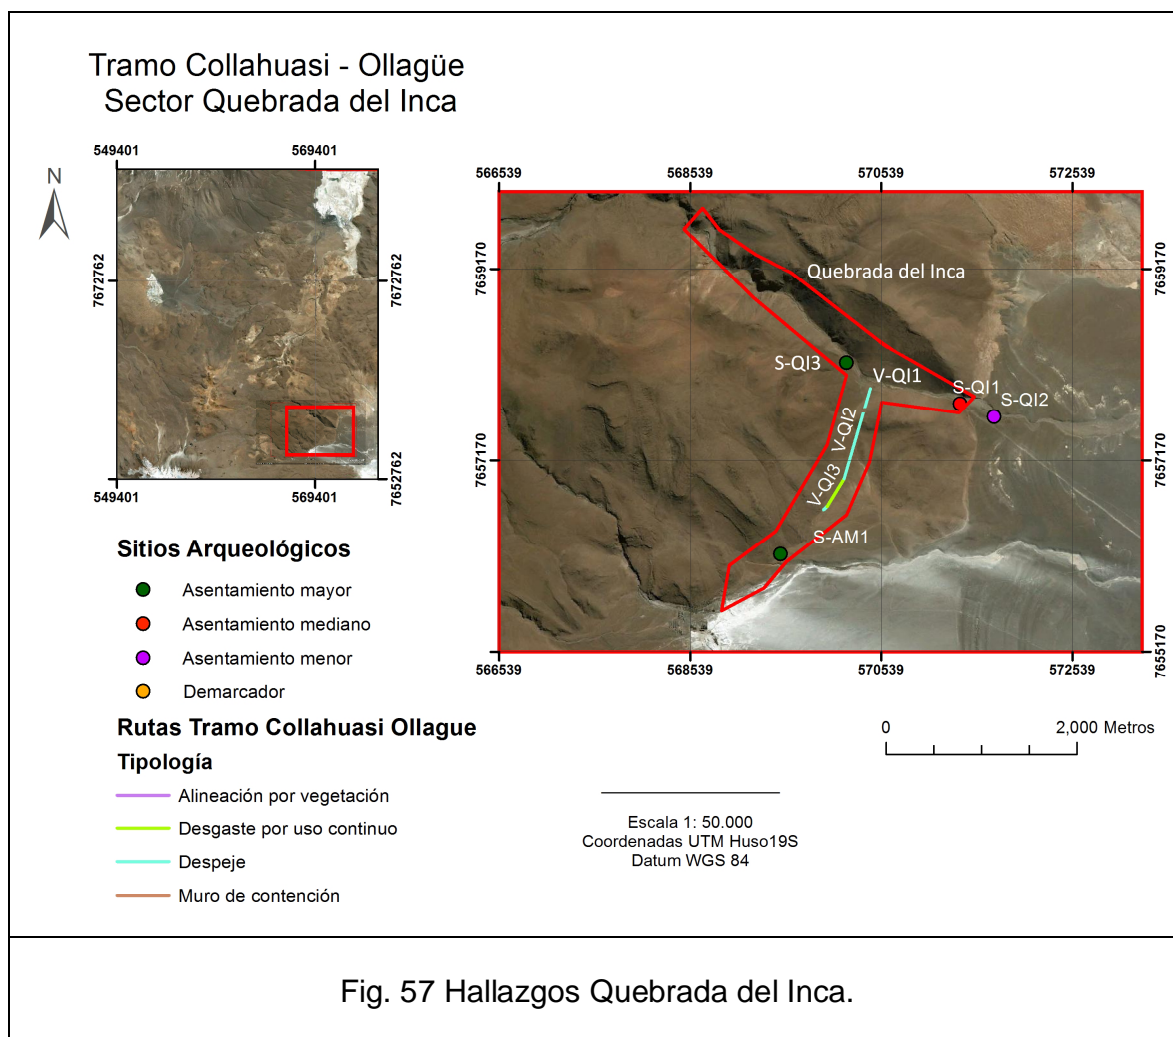 Tramo Collahuasi - Ollagüe
Sector Quebrada del Inca
N
549401 569401
7672762 7672762
7652762
549401 569401
566539 568539 570539 572539
7659170 7659170
Quebrada del Inca
S-QI3
V-QI1
S-QI1
S-QI2
V-QI2
7657170 7657170
V-QI3
S-AM1
7655170
566539 568539 570539 572539
Sitios Arqueológicos
Asentamiento mayor
Asentamiento mediano
Asentamiento menor
Demarcador
Rutas Tramo Collahuasi Ollague
Tipología
Alineación por vegetación
Desgaste por uso continuo
Despeje
Muro de contención
0 2,000 Metros
Escala 1: 50.000
Coordenadas UTM Huso19S
Datum WGS 84
Fig. 57 Hallazgos Quebrada del Inca.